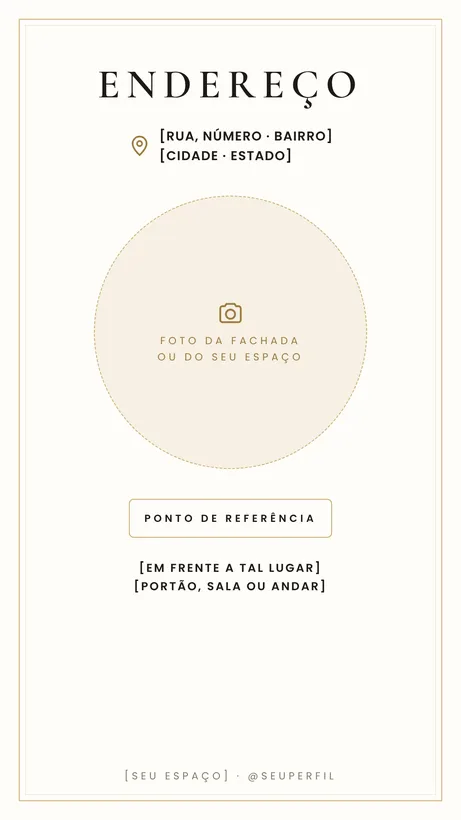 ENDEREÇO
[RUA, NÚMERO · BAIRRO]
[CIDADE · ESTADO]
FOTO DA FACHADA
OU DO SEU ESPAÇO
PONTO DE REFERÊNCIA
[EM FRENTE A TAL LUGAR]
[PORTÃO, SALA OU ANDAR]
[SEU ESPAÇO] · @SEUPERFIL